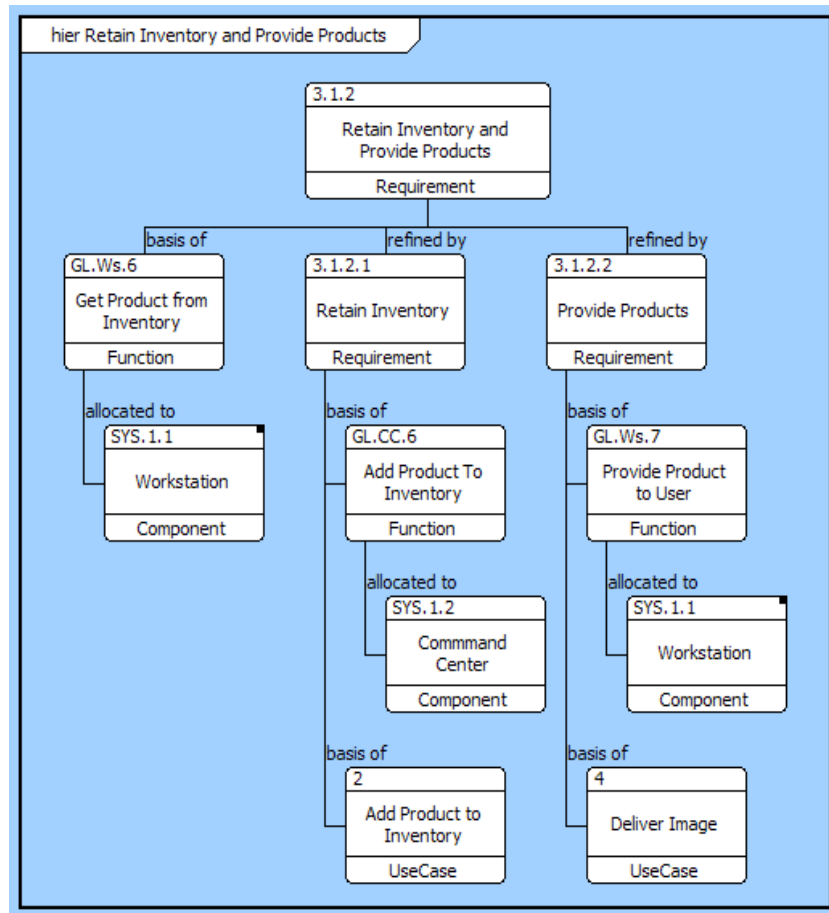 hier Retain Inventory and Provide Products
3.1.2
Retain Inventory and
Provide Products
Requirement
basis of
refined by
refined by
GL.Ws.6
Get Product from
Inventory
Function
3.1.2.1
Retain Inventory
Requirement
3.1.2.2
Provide Products
Requirement
allocated to
SYS.1.1
Workstation
Component
basis of
GL.CC.6
Add Product To
Inventory
Function
basis of
GL.Ws.7
Provide Product
to User
Function
allocated to
SYS.1.2
Commmand
Center
Component
allocated to
SYS.1.1
Workstation
Component
basis of
2
Add Product to
Inventory
UseCase
basis of
4
Deliver Image
UseCase